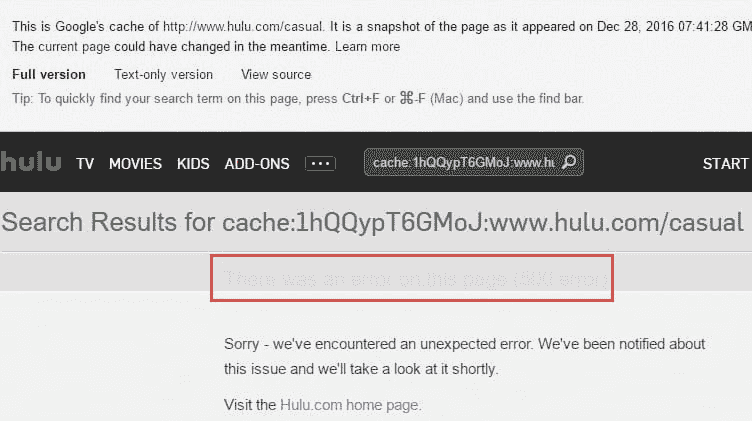 This is Google's cache of http://www.hulu.com/casual. It is a snapshot of the page as it appeared on Dec 28, 2016 07:41:28 GM
The current page could have changed in the meantime. Learn more
Full version Text-only version View source
Tip: To quickly find your search term on this page, press Ctrl+F or ⌘-F (Mac) and use the find bar.
hulu TV MOVIES KIDS ADD-ONS ••• cache:1hQQypT6GMoJ:www.hu START
Search Results for cache:1hQQypT6GMoJ:www.hulu.com/casual
There was an error on this page (500 error)
Sorry - we've encountered an unexpected error. We've been notified about
this issue and we'll take a look at it shortly.
Visit the Hulu.com home page.